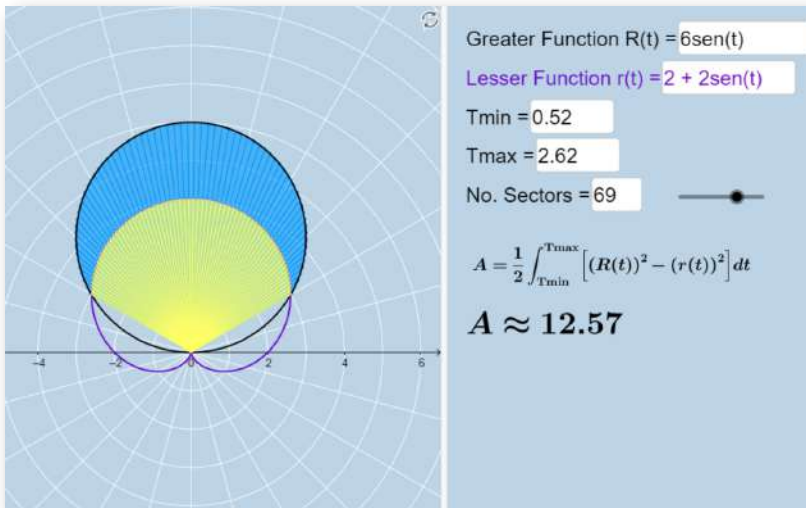 Greater Function R(t) = 6sen(t)
Lesser Function r(t) = 2 + 2sen(t)
Tmin = 0.52
Tmax = 2.62
No. Sectors = 69
A = 1/2 ∫_Tmin^Tmax [(R(t))² − (r(t))²] dt
A ≈ 12.57
−4 −2 0 2 4 6